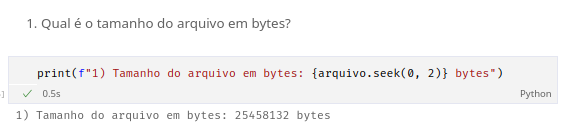 1. Qual é o tamanho do arquivo em bytes?
print(f"1) Tamanho do arquivo em bytes: {arquivo.seek(0, 2)} bytes")
0.5s
Python
1) Tamanho do arquivo em bytes: 25458132 bytes